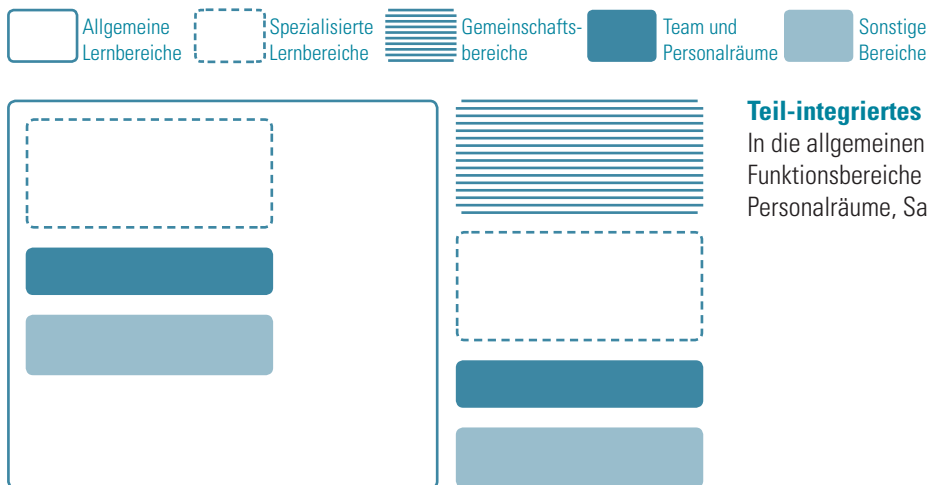 Allgemeine
Lernbereiche
Spezialisierte
Lernbereiche
Gemeinschafts-
bereiche
Team und
Personalräume
Sonstige
Bereiche
Teil-integriertes
In die allgemeinen
Funktionsbereiche
Personalräume, Sa